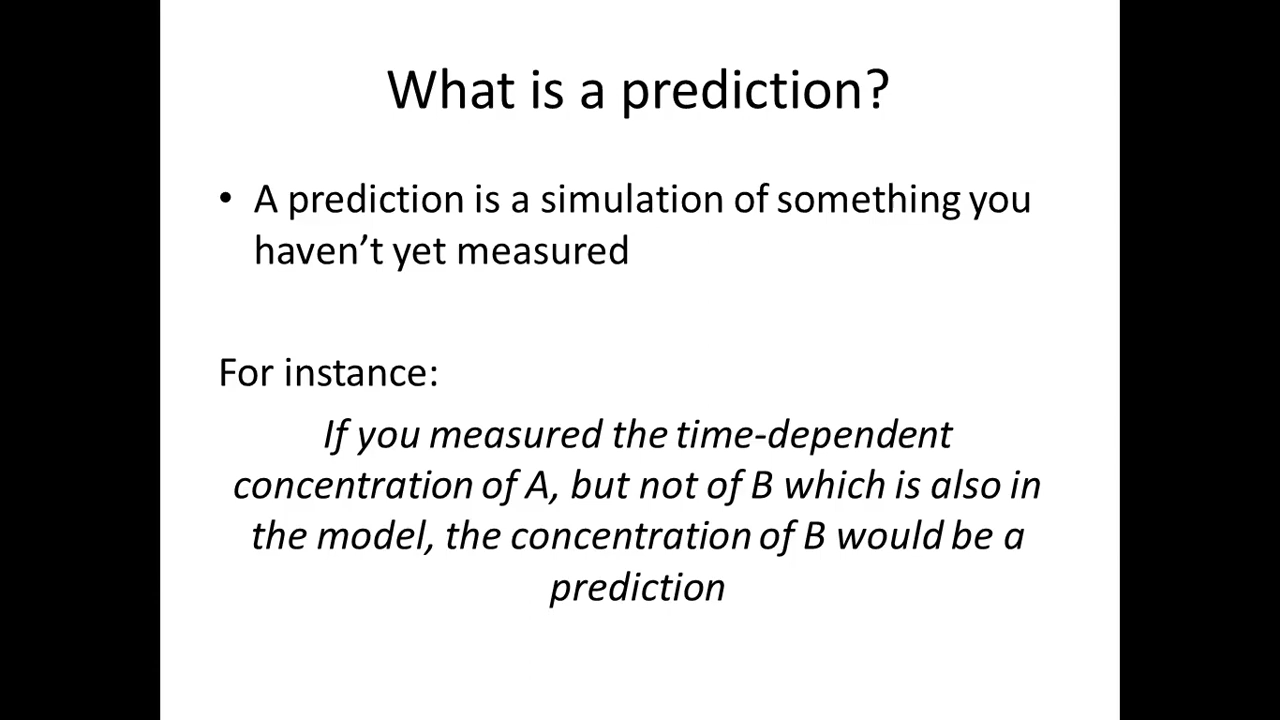 What is a prediction?
• A prediction is a simulation of something you
haven’t yet measured
For instance:
If you measured the time-dependent
concentration of A, but not of B which is also in
the model, the concentration of B would be a
prediction